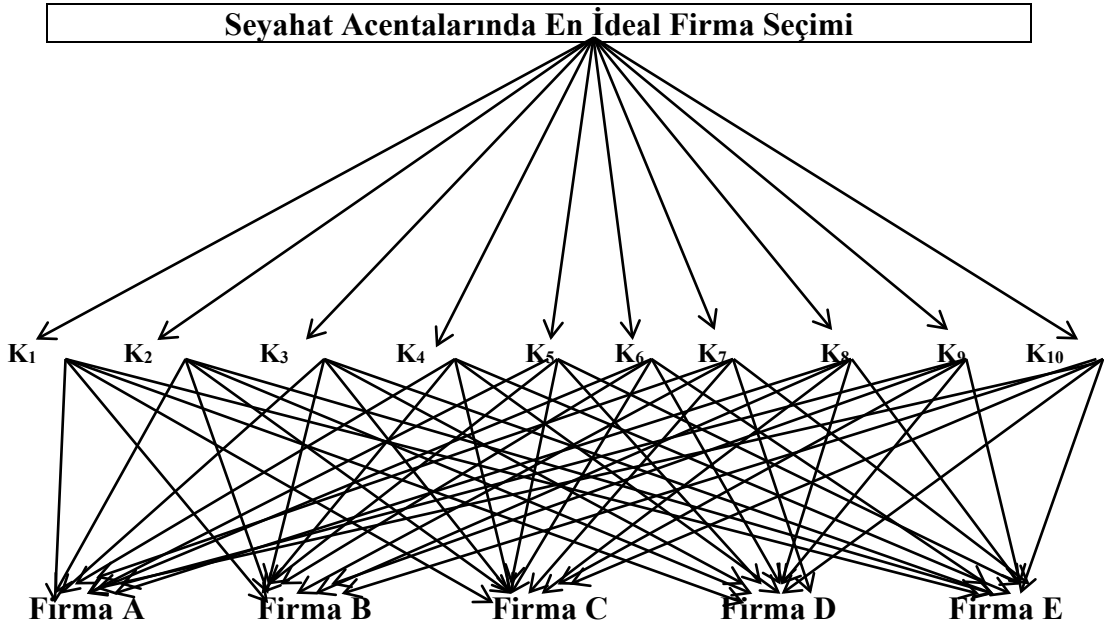 Seyahat Acentalarında En İdeal Firma Seçimi
K1 K2 K3 K4 K5 K6 K7 K8 K9 K10
Firma A Firma B Firma C Firma D Firma E